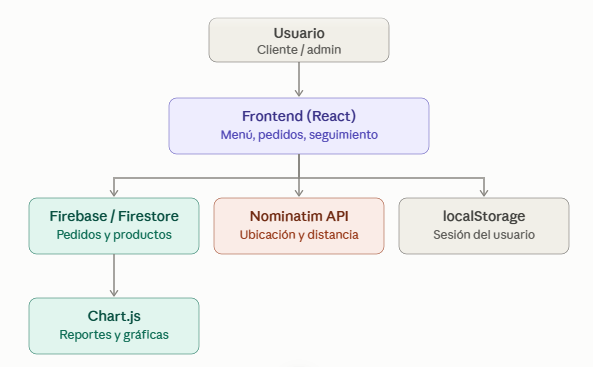 Usuario
Cliente / admin
Frontend (React)
Menú, pedidos, seguimiento
Firebase / Firestore
Pedidos y productos
Nominatim API
Ubicación y distancia
localStorage
Sesión del usuario
Chart.js
Reportes y gráficas